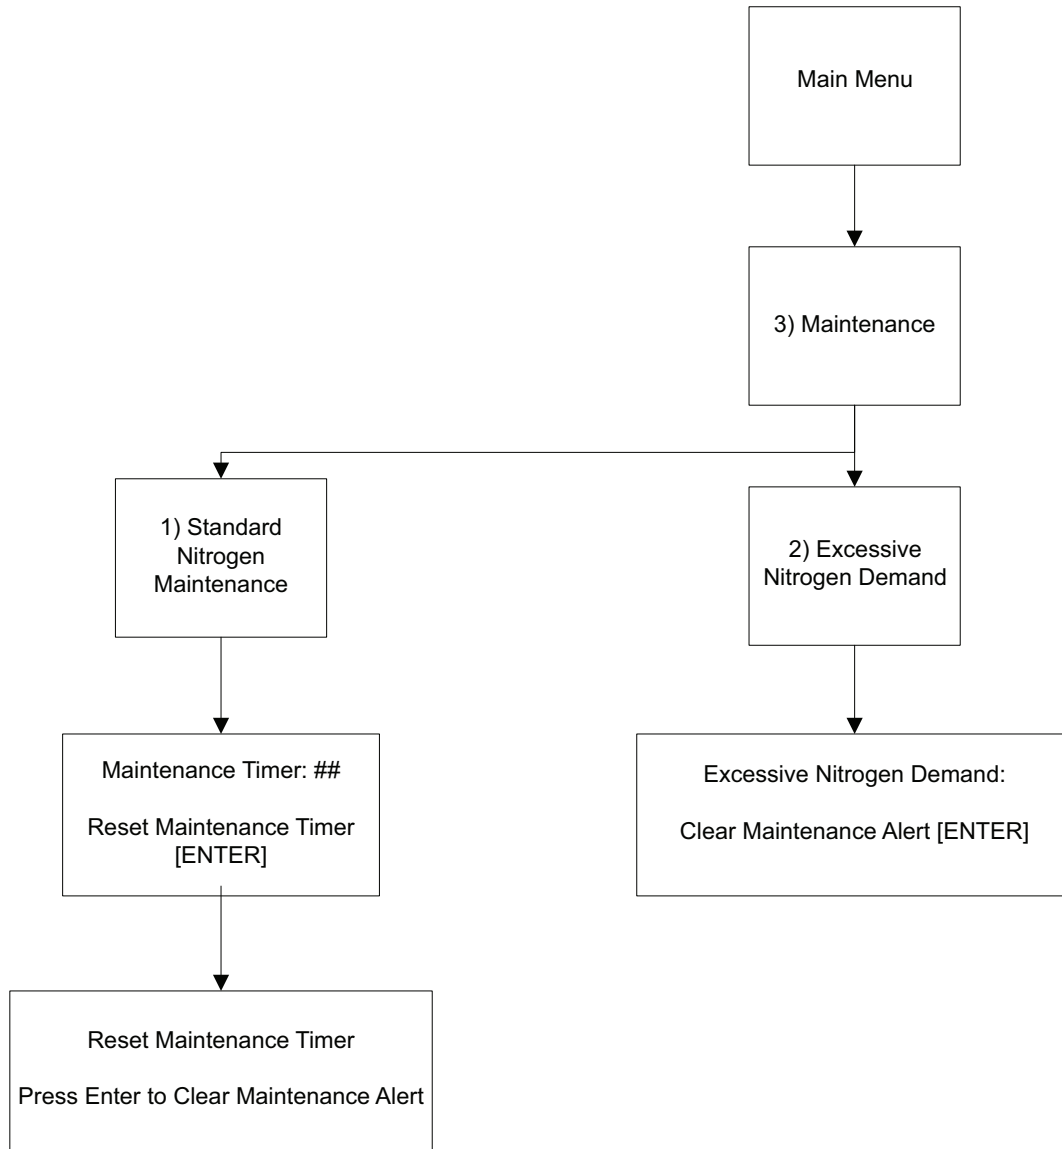 Main Menu
3) Maintenance
1) Standard
Nitrogen
Maintenance
2) Excessive
Nitrogen Demand
Maintenance Timer: ##
Reset Maintenance Timer
[ENTER]
Excessive Nitrogen Demand:
Clear Maintenance Alert [ENTER]
Reset Maintenance Timer
Press Enter to Clear Maintenance Alert